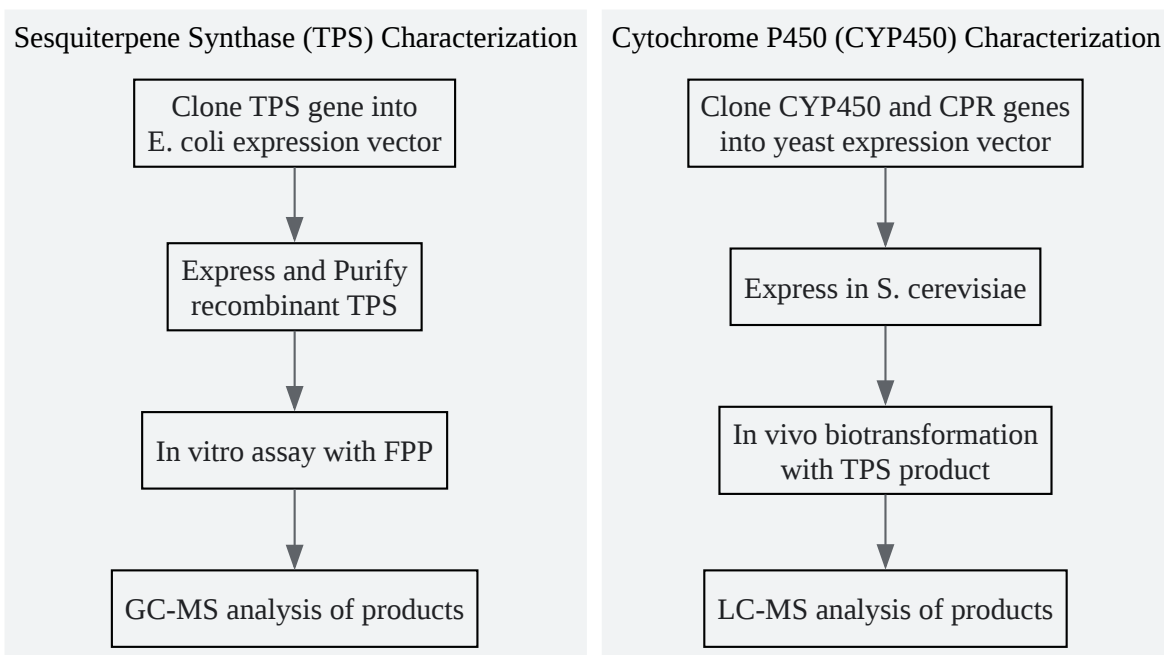 Sesquiterpene Synthase (TPS) Characterization
Clone TPS gene into
E. coli expression vector
Express and Purify
recombinant TPS
In vitro assay with FPP
GC-MS analysis of products
Cytochrome P450 (CYP450) Characterization
Clone CYP450 and CPR genes
into yeast expression vector
Express in S. cerevisiae
In vivo biotransformation
with TPS product
LC-MS analysis of products